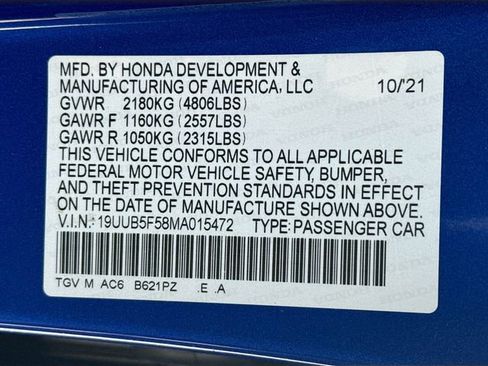 MFD. BY HONDA DEVELOPMENT &
MANUFACTURING OF AMERICA, LLC 10/'21
GVWR 2180KG (4806LBS)
GAWR F 1160KG (2557LBS)
GAWR R 1050KG (2315LBS)
THIS VEHICLE CONFORMS TO ALL APPLICABLE
FEDERAL MOTOR VEHICLE SAFETY, BUMPER,
AND THEFT PREVENTION STANDARDS IN EFFECT
ON THE DATE OF MANUFACTURE SHOWN ABOVE.
V.I.N.: 19UUB5F58MA015472 TYPE: PASSENGER CAR
TGV M AC6 B621PZ .E .A